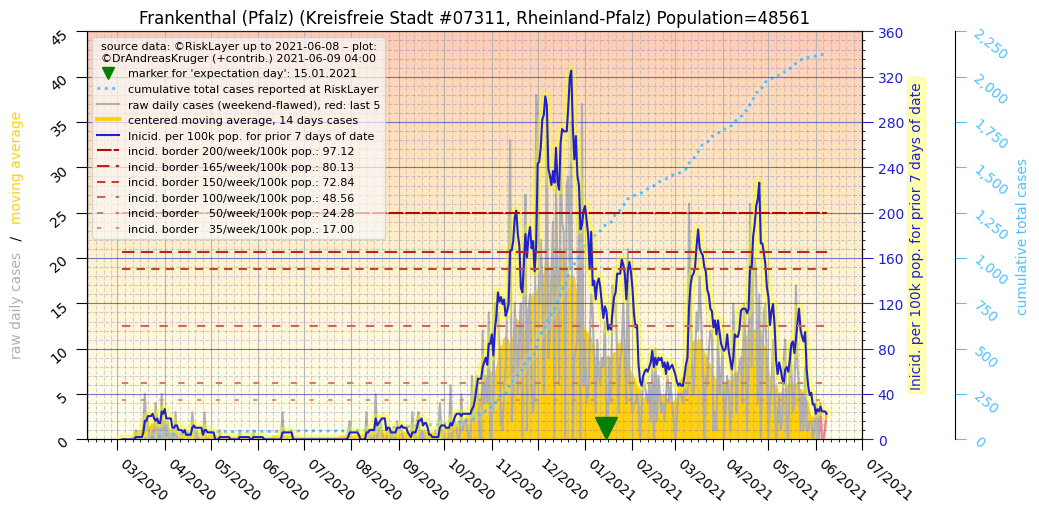 Frankenthal (Pfalz) (Kreisfreie Stadt #07311, Rheinland-Pfalz) Population=48561
source data: ©RiskLayer up to 2021-06-08 – plot:
©DrAndreasKruger (+contrib.) 2021-06-09 04:00
marker for 'expectation day': 15.01.2021
cumulative total cases reported at RiskLayer
raw daily cases (weekend-flawed), red: last 5
centered moving average, 14 days cases
Inicid. per 100k pop. for prior 7 days of date
incid. border 200/week/100k pop.: 97.12
incid. border 165/week/100k pop.: 80.13
incid. border 150/week/100k pop.: 72.84
incid. border 100/week/100k pop.: 48.56
incid. border   50/week/100k pop.: 24.28
incid. border   35/week/100k pop.: 17.00
raw daily cases / moving average
45
40
35
30
25
20
15
10
5
0
03/2020
04/2020
05/2020
06/2020
07/2020
08/2020
09/2020
10/2020
11/2020
12/2020
01/2021
02/2021
03/2021
04/2021
05/2021
06/2021
07/2021
360
320
280
240
200
160
120
80
40
0
Inicid. per 100k pop. for prior 7 days of date
2,250
2,000
1,750
1,500
1,250
1,000
750
500
250
0
cumulative total cases